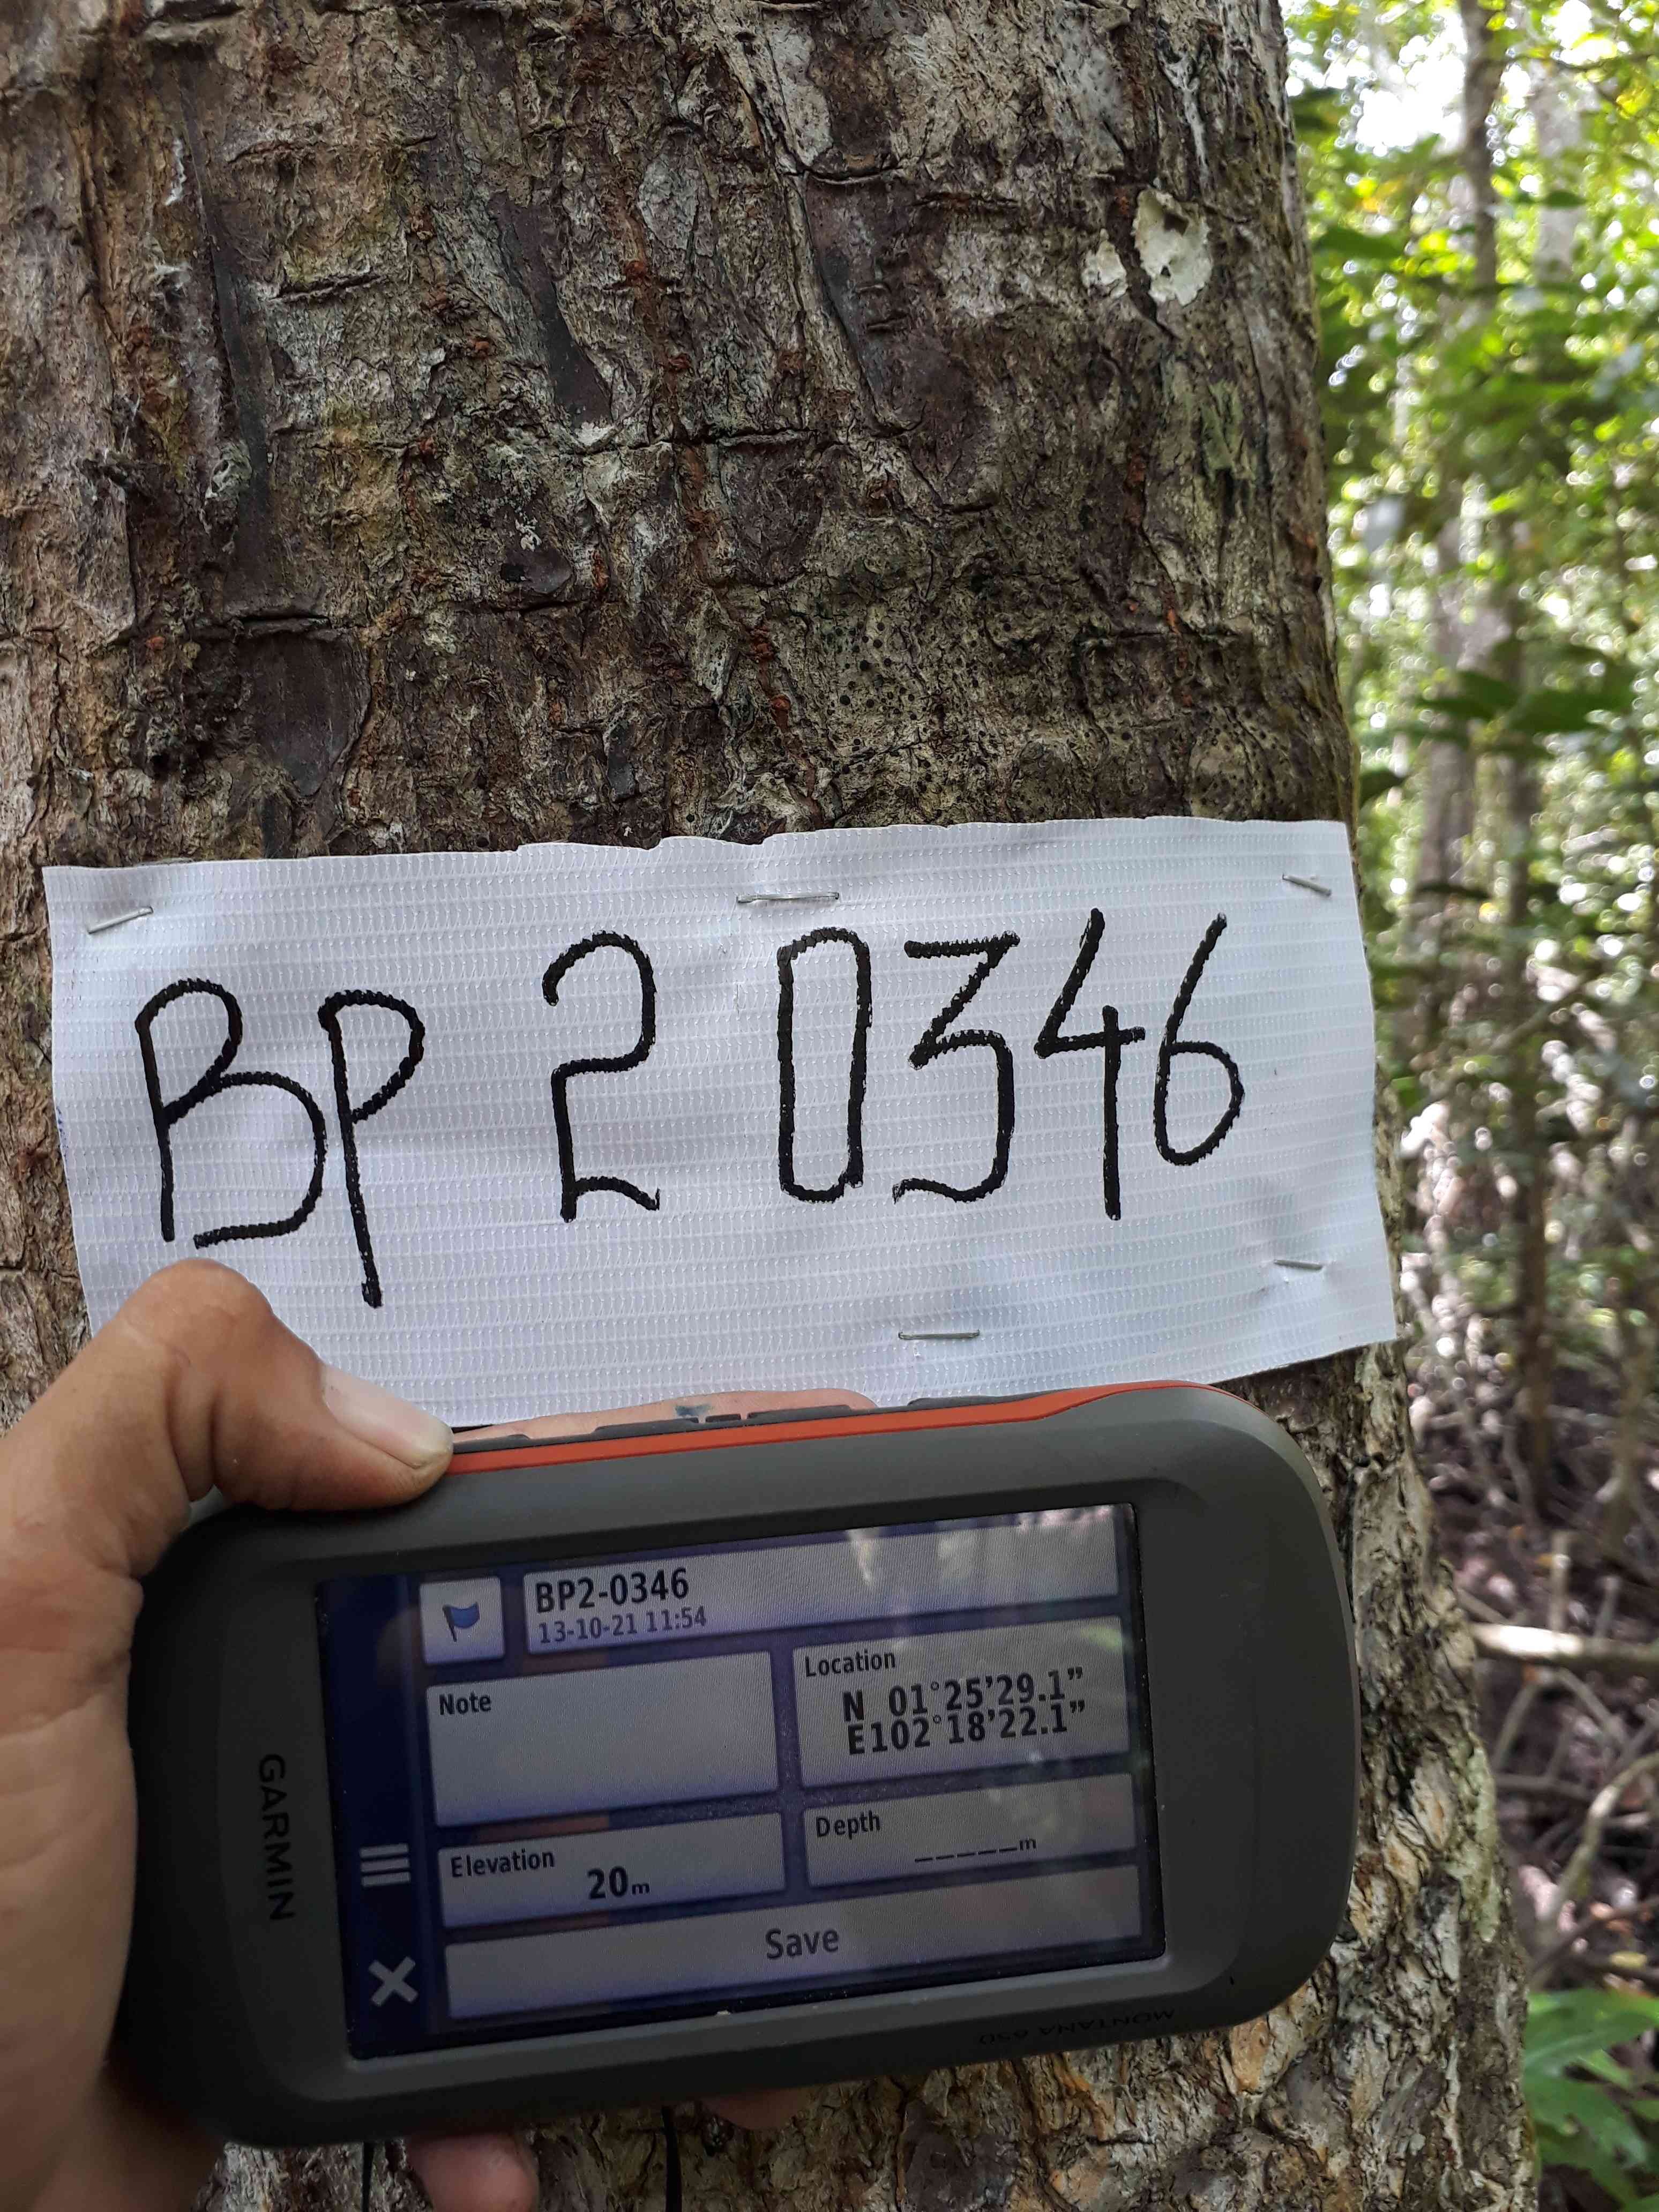 BP 2 0346
BP2-0346
13-10-21 11:54
Note
Location
N 01°25'29.1"
E102°18'22.1"
Elevation
20m
Depth
_____m
Save
GARMIN
MONTANA 650